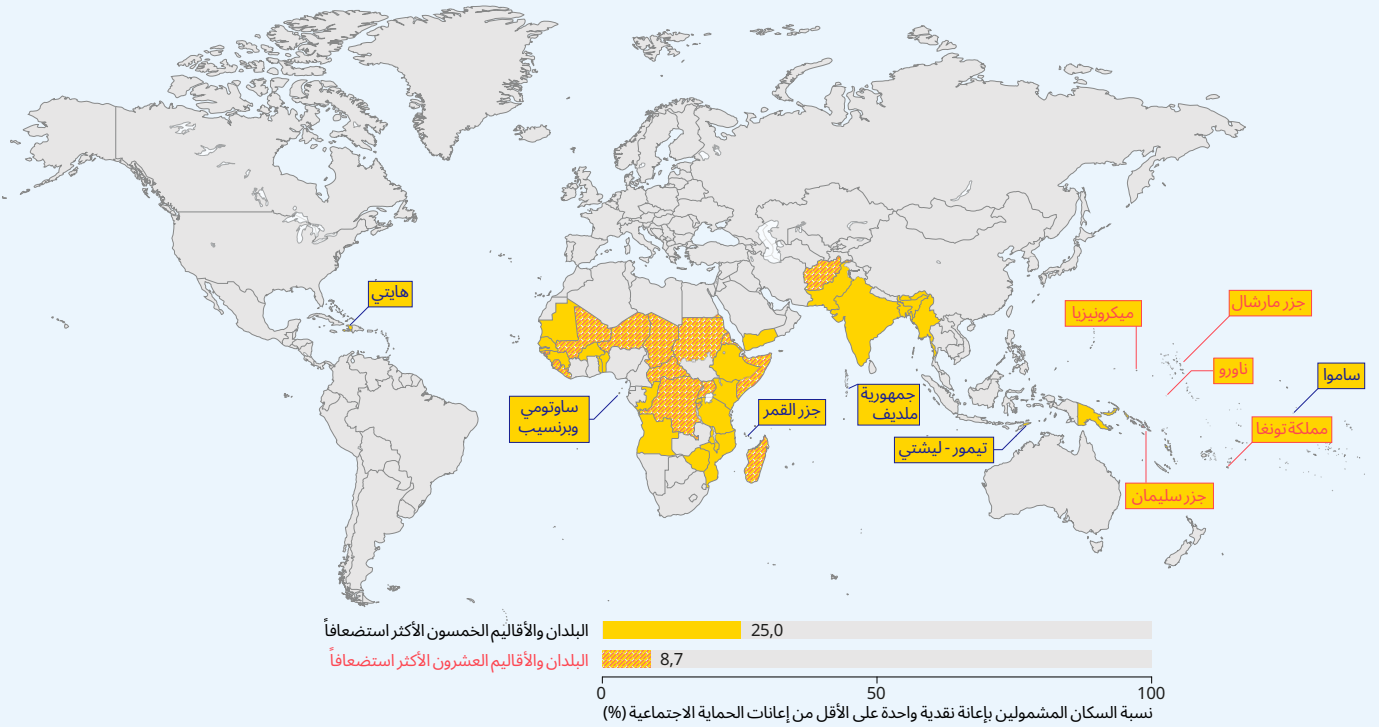 هايتي
جزر مارشال
ميكرونيزيا
ناورو
ساموا
جمهورية
ملديف
ساوتومي
وبرنسيب
جزر القمر
مملكة تونغا
تيمور - ليشتي
جزر سليمان
البلدان والأقاليم الخمسون الأكثر استضعافاً
25,0
البلدان والأقاليم العشرون الأكثر استضعافاً
8,7
0 50 100
نسبة السكان المشمولين بإعانة نقدية واحدة على الأقل من إعانات الحماية الاجتماعية (%)